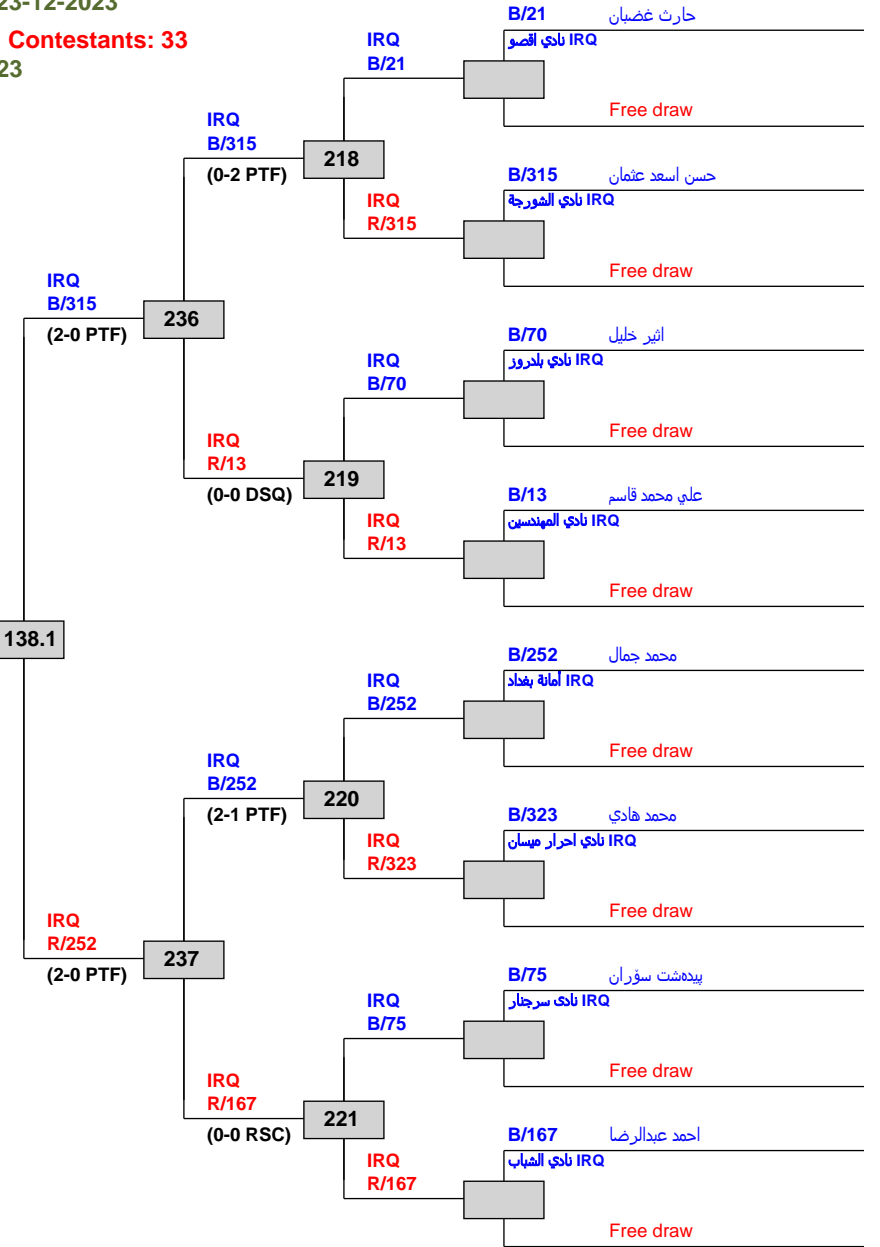 23-12-2023
Contestants: 33
23
B/21 حارث غضبان
IRQ نادي اقصو
Free draw
IRQ
B/21
IRQ
B/315
(0-2 PTF)
218
IRQ
R/315
B/315 حسن اسعد عثمان
IRQ نادي الشورجة
Free draw
IRQ
B/315
(2-0 PTF)
236
B/70 اثير خليل
IRQ نادي بلدروز
Free draw
IRQ
B/70
IRQ
R/13
(0-0 DSQ)
219
IRQ
R/13
B/13 علي محمد قاسم
IRQ نادي المهندسين
Free draw
138.1
B/252 محمد جمال
IRQ أمانة بغداد
Free draw
IRQ
B/252
IRQ
B/252
(2-1 PTF)
220
IRQ
R/323
B/323 محمد هادي
IRQ نادي احرار ميسان
Free draw
IRQ
R/252
(2-0 PTF)
237
B/75 پیدەشت سۆران
IRQ نادى سرجنار
Free draw
IRQ
B/75
IRQ
R/167
(0-0 RSC)
221
IRQ
R/167
B/167 احمد عبدالرضا
IRQ نادي الشباب
Free draw